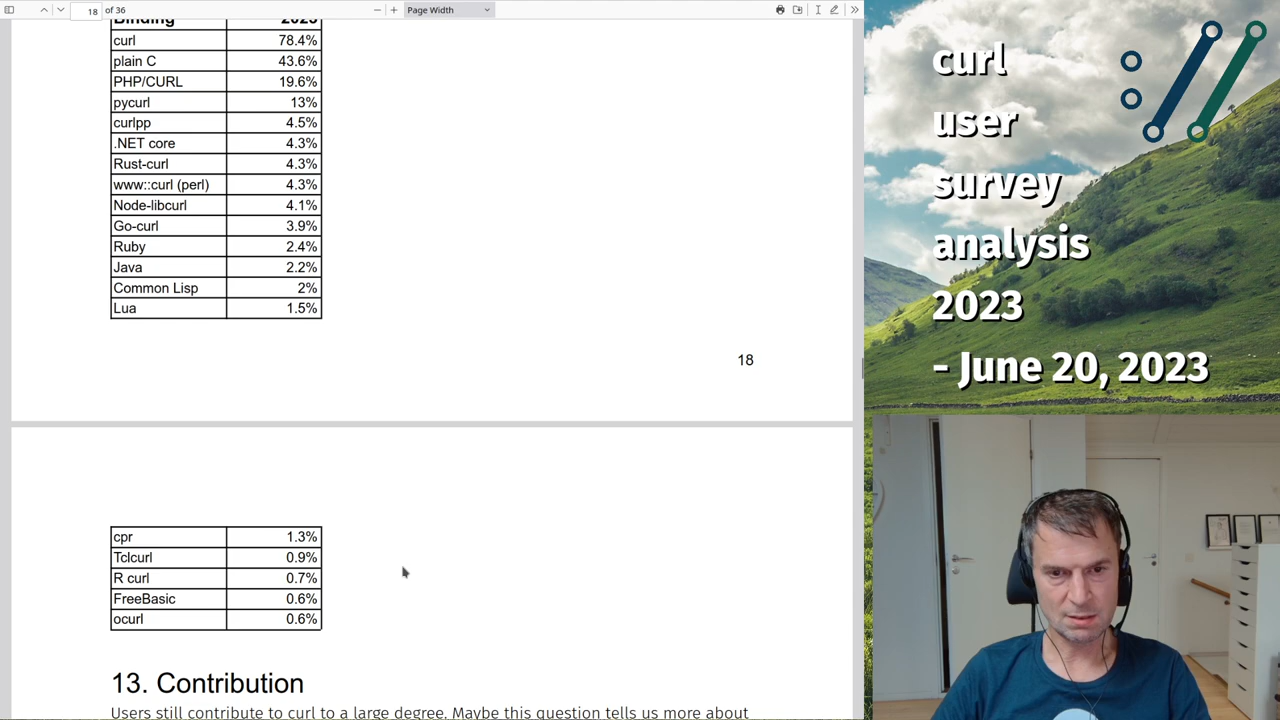 18 of 36
Page Width
Binding 2023
curl 78.4%
plain C 43.6%
PHP/CURL 19.6%
pycurl 13%
curlpp 4.5%
.NET core 4.3%
Rust-curl 4.3%
www::curl (perl) 4.3%
Node-libcurl 4.1%
Go-curl 3.9%
Ruby 2.4%
Java 2.2%
Common Lisp 2%
Lua 1.5%
18
cpr 1.3%
Tclcurl 0.9%
R curl 0.7%
FreeBasic 0.6%
ocurl 0.6%
13. Contribution
Users still contribute to curl to a large degree. Maybe this question tells us more about
curl
user
survey
analysis
2023
- June 20, 2023